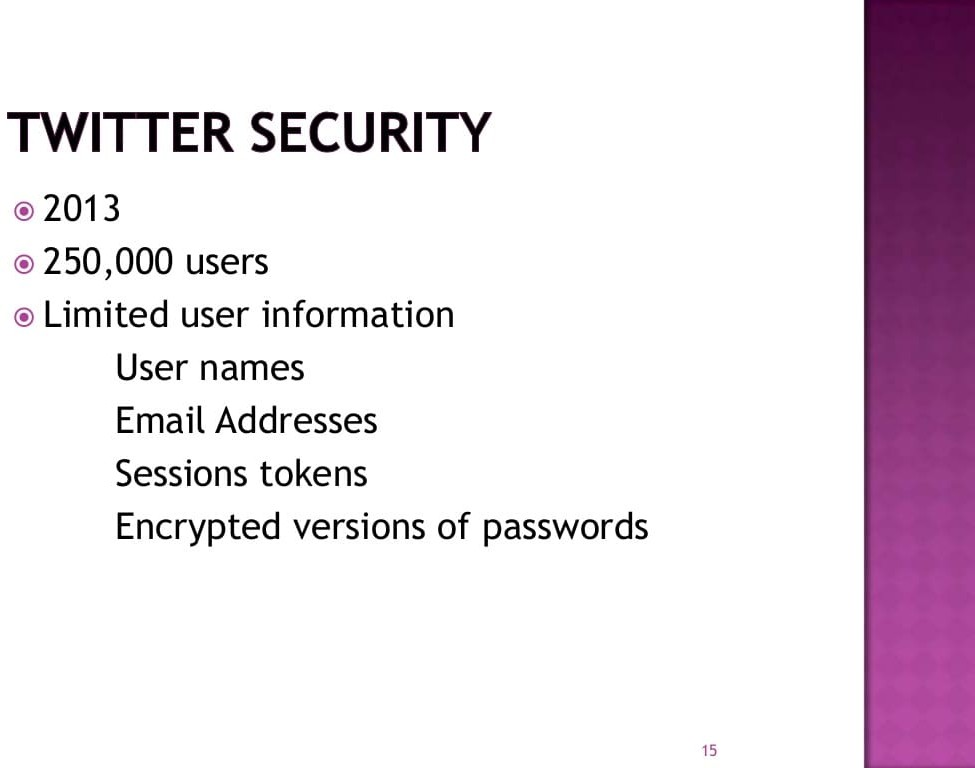 TWITTER SECURITY
2013
250,000 users
Limited user information
User names
Email Addresses
Sessions tokens
Encrypted versions of passwords
15